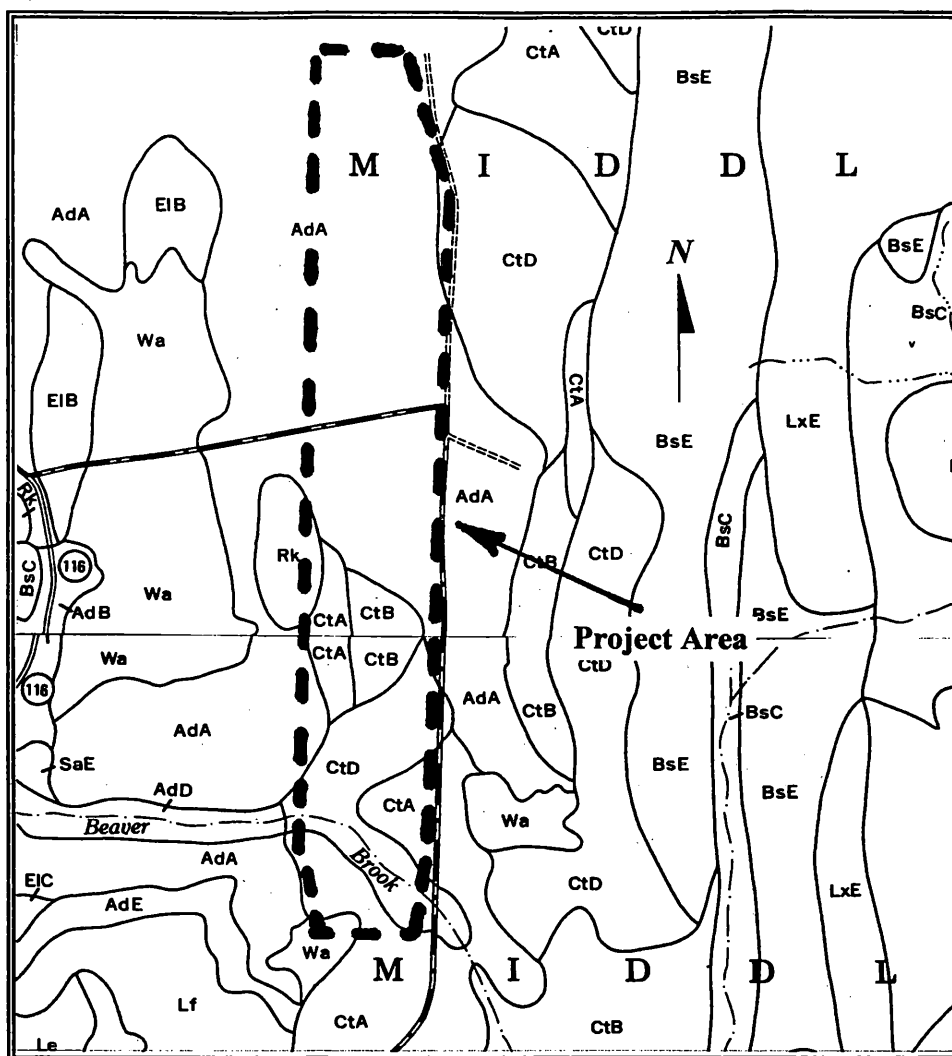 CtA CtD
BsE
M I D D L
EIB
AdA AdA
BsE
N
CtD
BsC
Wa
CtA
EIB
LxE
BsE
AdA
Rk
BsC
Rk CtB CtD
116
BsC
Wa
CtA CtB
AdB
BsE
Project Area
CtA CtB
Wa
CtD
116
AdA
CtB
BsC
AdA
SaE
CtD
BsE
AdD
BsE
CtA
Beaver
Wa
AdA
Brook
EIC
CtD
AdE
LxE
Wa
M I D D L
Lf
CtA
CtB
Le